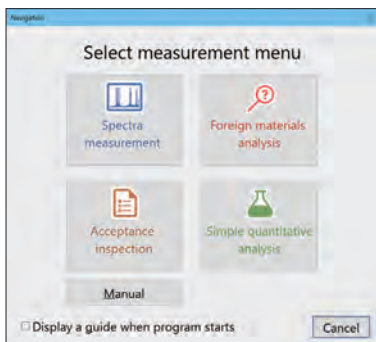 Navigation
Select measurement menu
Spectra
measurement
Foreign materials
analysis
Acceptance
inspection
Simple quantitative
analysis
Manual
Display a guide when program starts
Cancel